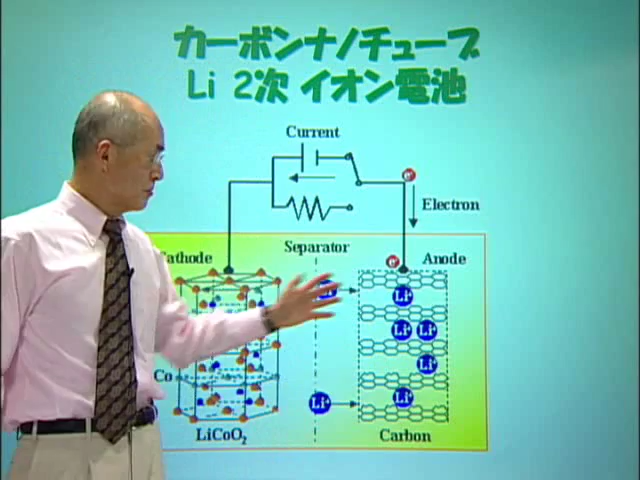 カーボンナノチューブ
Li 2次 イオン電池
Current
e⁻
Electron
e⁻
Cathode
Separator
Anode
Li⁺
Li⁺ Li⁺
Li⁺
Co
Li⁺
Li⁺
LiCoO₂
Carbon